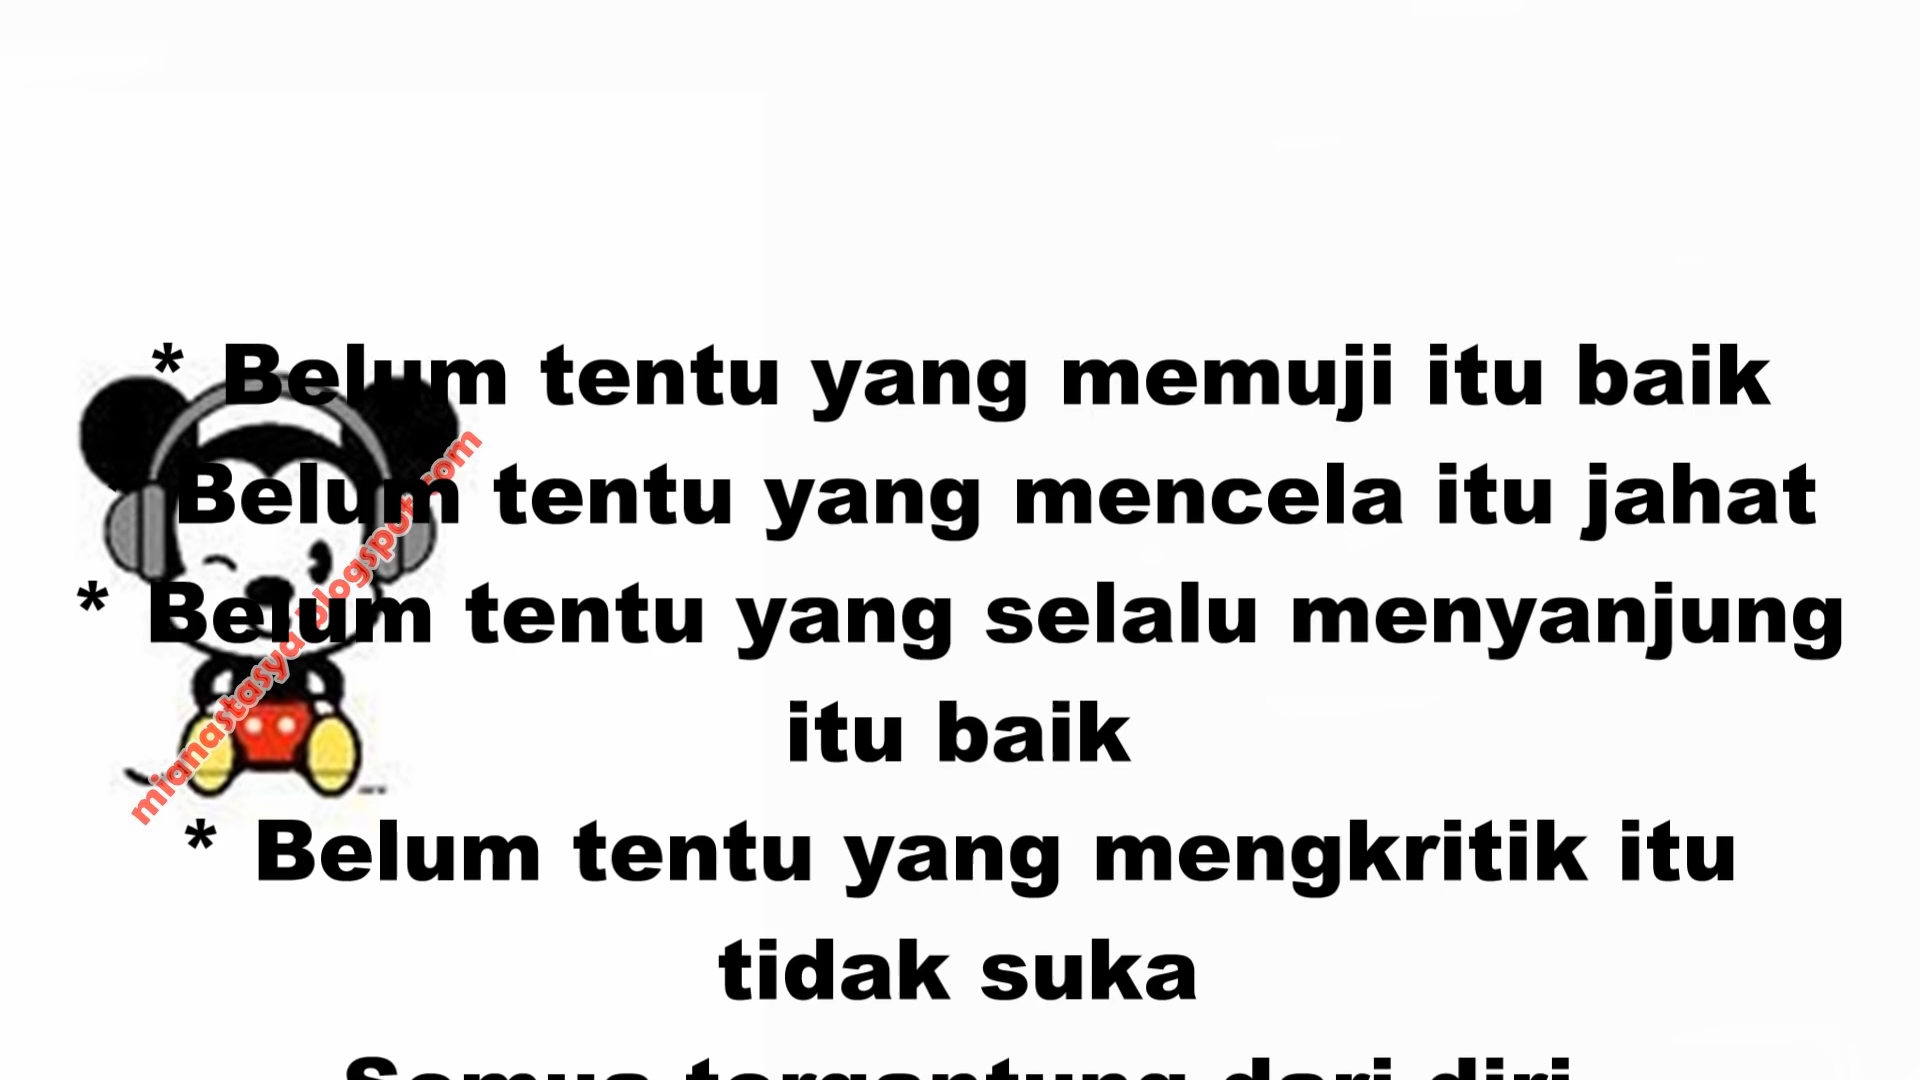 * Belum tentu yang memuji itu baik
Belum tentu yang mencela itu jahat
* Belum tentu yang selalu menyanjung
itu baik
* Belum tentu yang mengkritik itu
tidak suka
Semua tergantung dari diri
mianastasya.blogspot.com